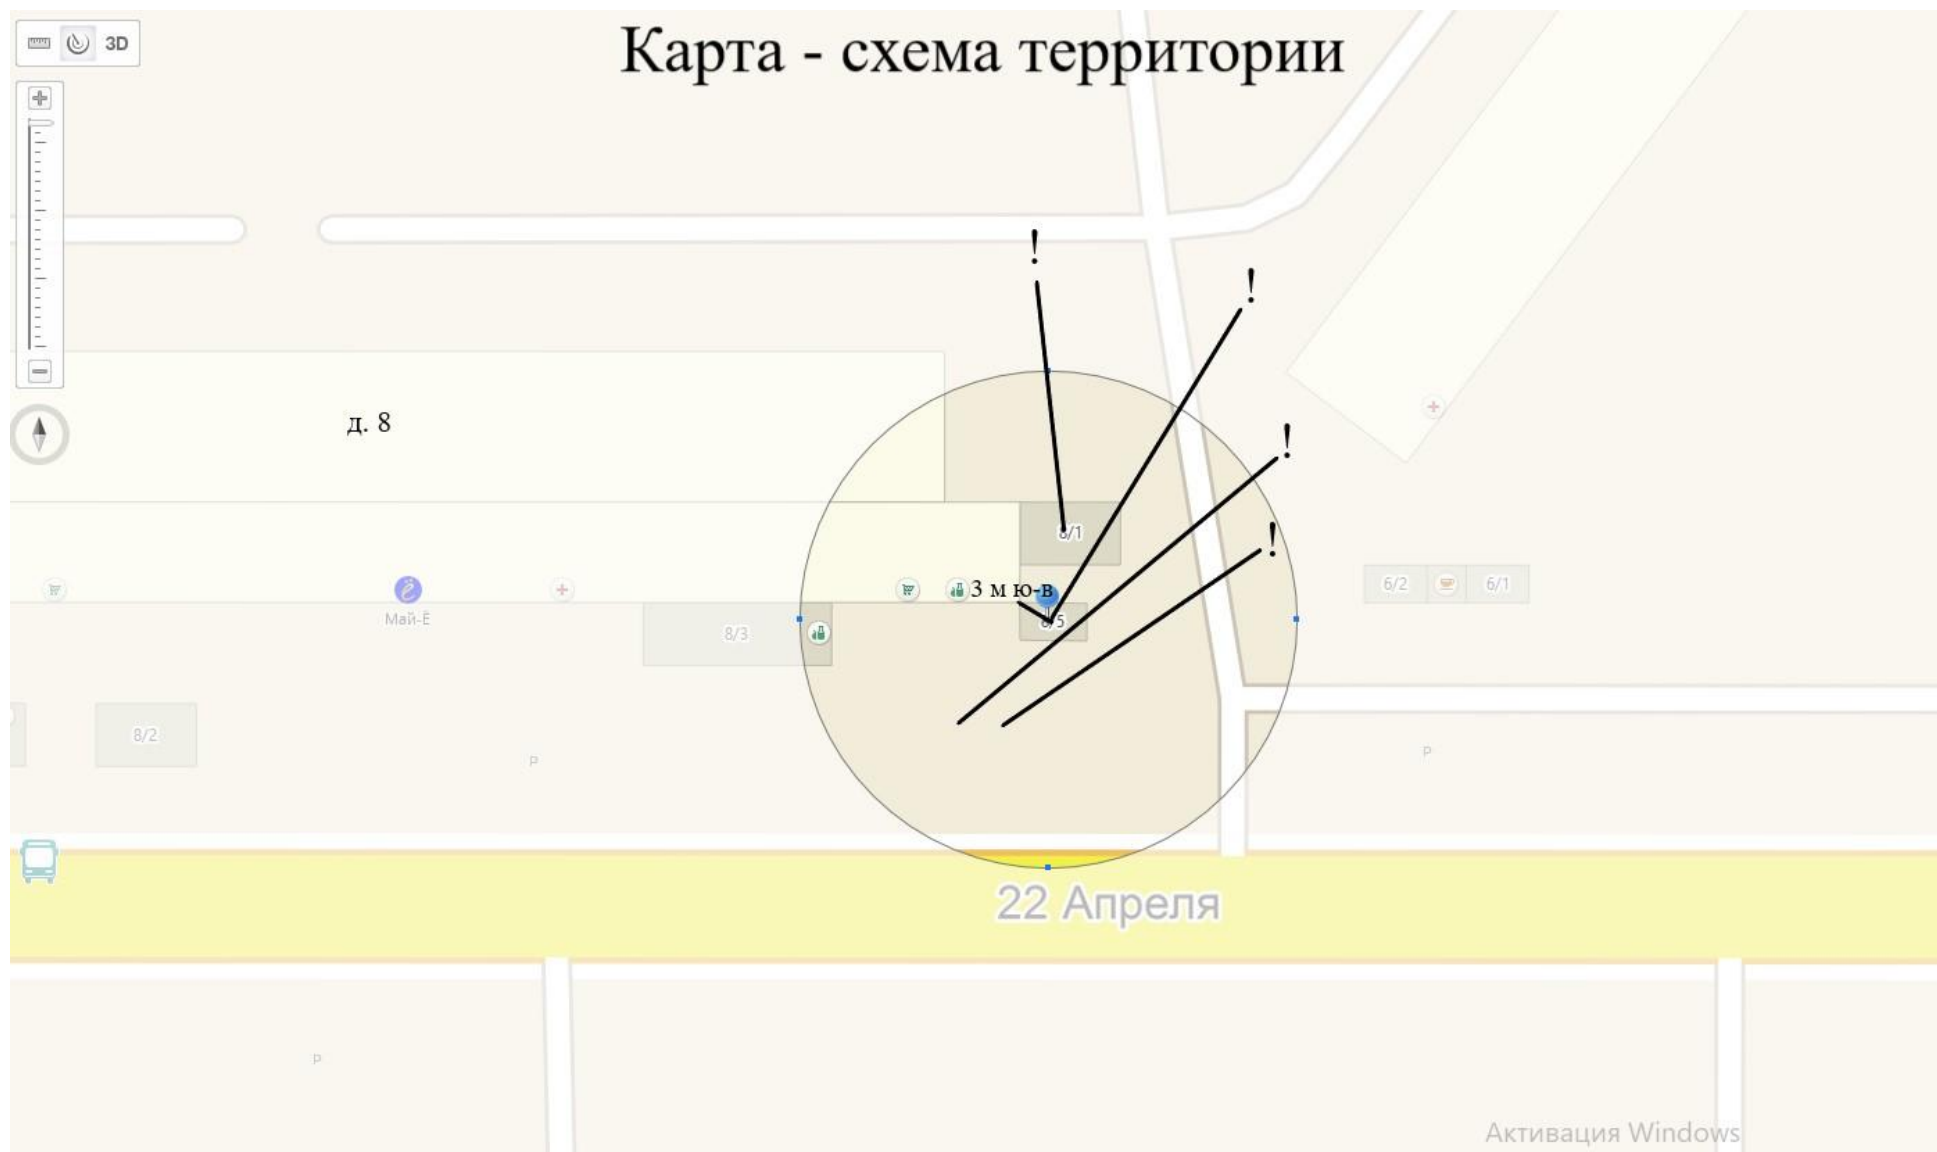 3D
Карта - схема территории
!
!
д. 8
!
8/1
!
3 м ю-в
6/2
6/1
Май-Ё
8/3
8/5
8/2
P
P
22 Апреля
P
Активация Windows